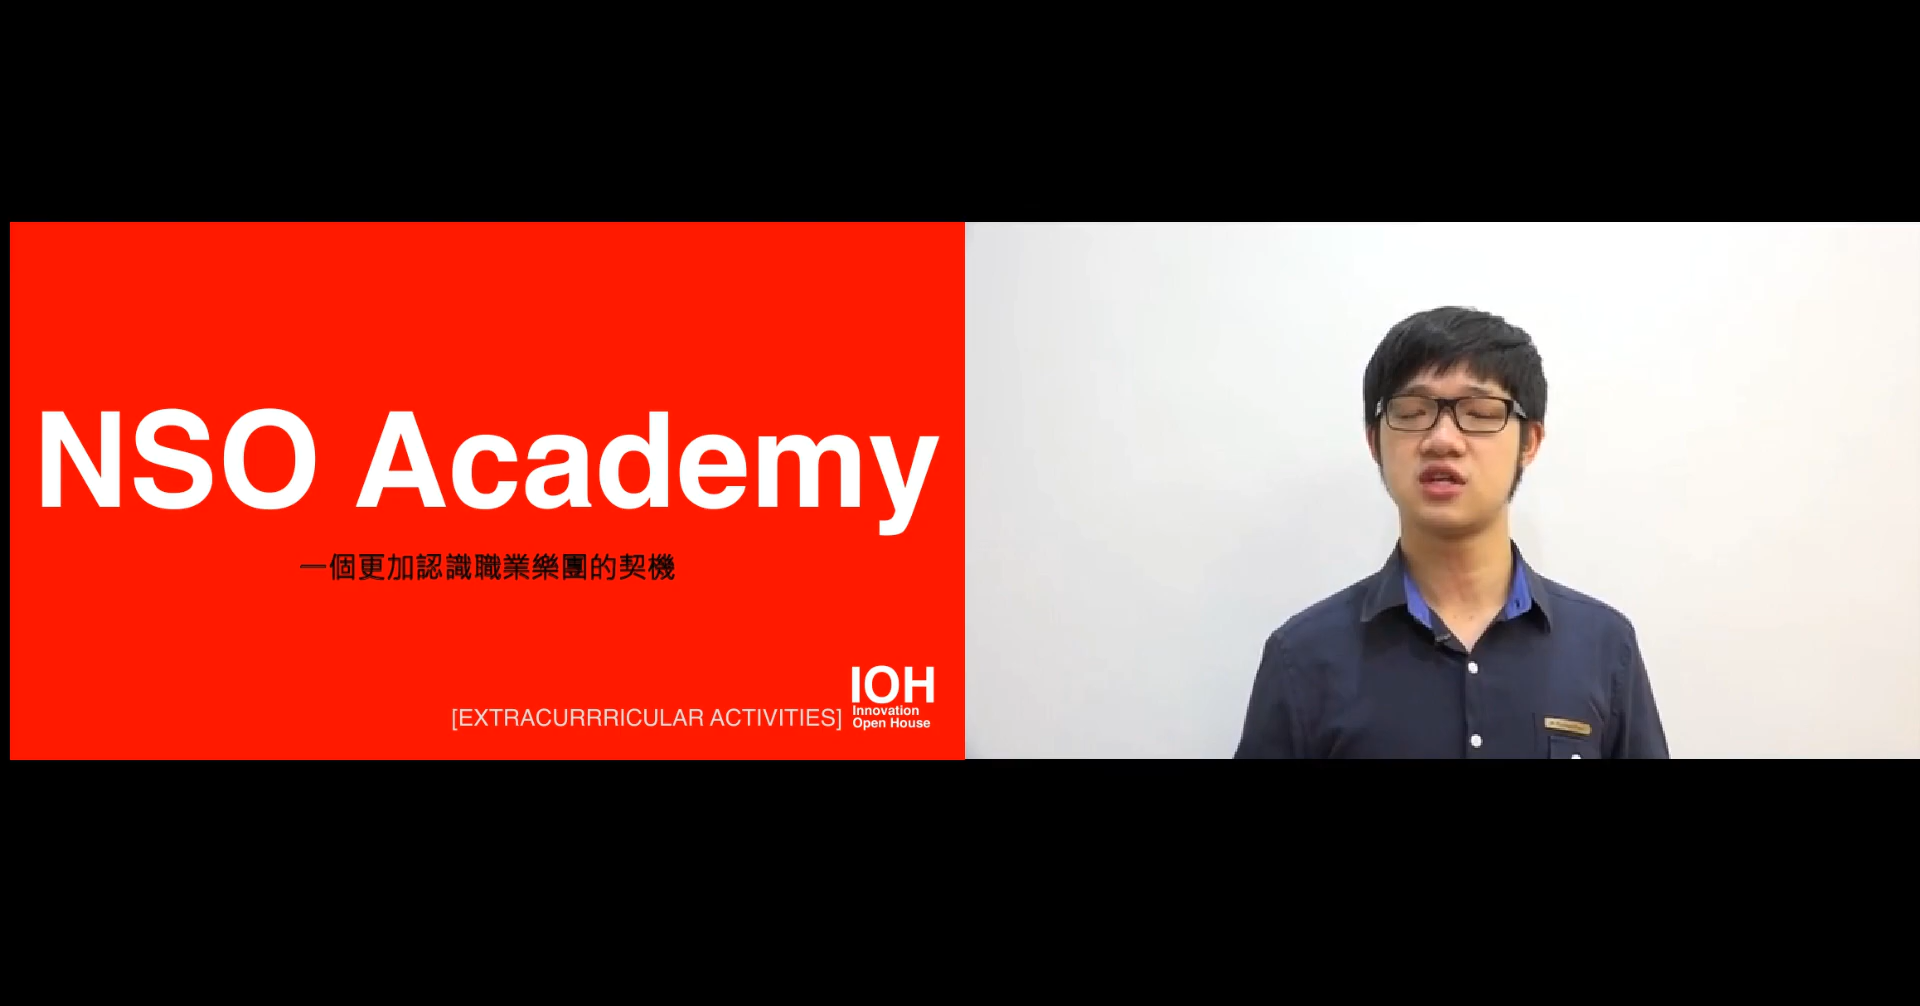 NSO Academy
一個更加認識職業樂團的契機
[EXTRACURRRICULAR ACTIVITIES]
IOH
Innovation
Open House